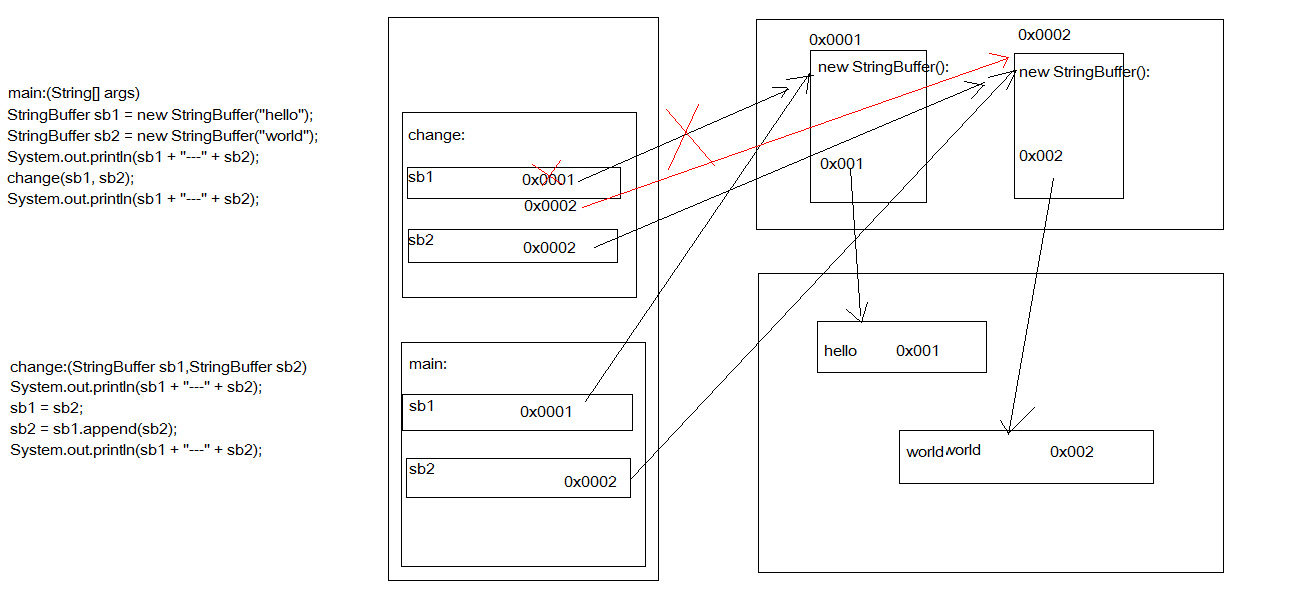 main:(String[] args)
StringBuffer sb1 = new StringBuffer("hello");
StringBuffer sb2 = new StringBuffer("world");
System.out.println(sb1 + "---" + sb2);
change(sb1, sb2);
System.out.println(sb1 + "---" + sb2);
change:(StringBuffer sb1,StringBuffer sb2)
System.out.println(sb1 + "---" + sb2);
sb1 = sb2;
sb2 = sb1.append(sb2);
System.out.println(sb1 + "---" + sb2);
change:
sb1 0x0001
0x0002
sb2 0x0002
main:
sb1 0x0001
sb2 0x0002
0x0001
new StringBuffer():
0x001
0x0002
new StringBuffer():
0x002
hello 0x001
worldworld 0x002